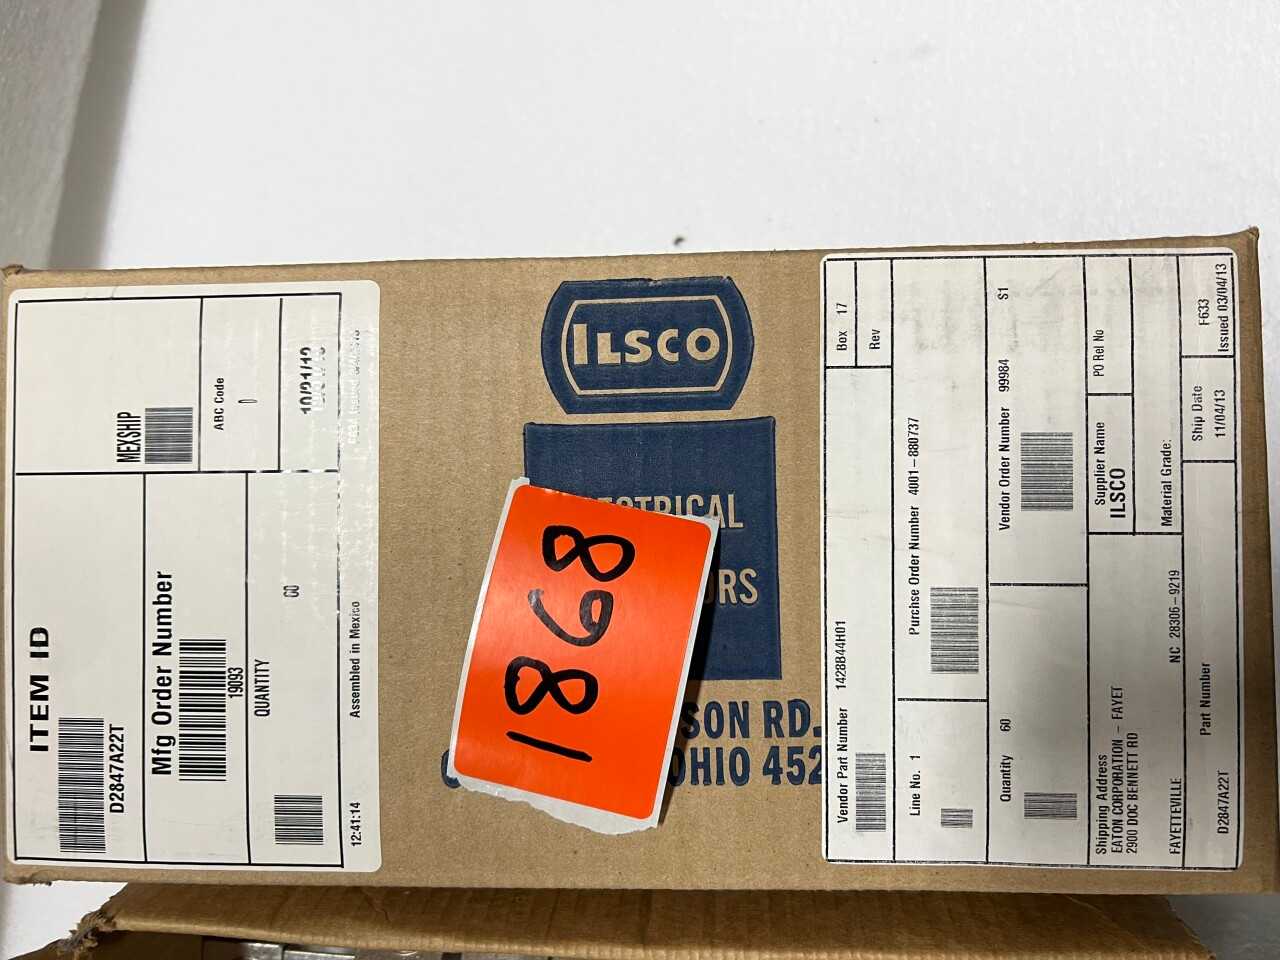 ITEM ID
D2847A22T
MEXSHIP
Mfg Order Number
19093
ABC Code
QUANTITY
60
12:41:14
Assembled in Mexico
ILSCO
1868
SON RD.
OHIO 452
Vendor Part Number 1428B44H01
Box 17
Rev
Line No. 1
Purchse Order Number 4001-880737
Quantity 60
Vendor Order Number 99984
S1
Shipping Address
EATON CORPORATION - FAYET
2900 DOC BENNETT RD
FAYETTEVILLE NC 28306-9219
Supplier Name
ILSCO
PO Rel No
Material Grade:
Part Number
D2847A22T
Ship Date
11/04/13
F633
Issued 03/04/13